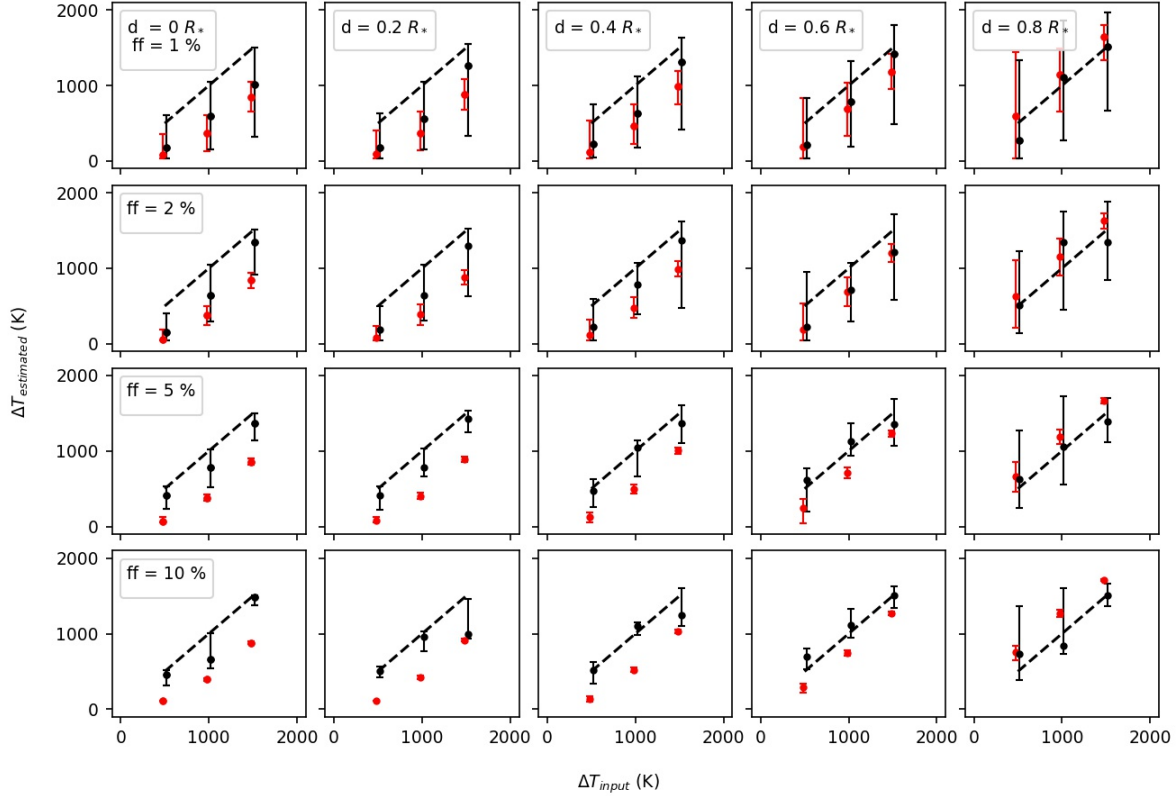 d = 0 R*
ff = 1 %
d = 0.2 R*
d = 0.4 R*
d = 0.6 R*
d = 0.8 R*
2000
1000
0
ff = 2 %
2000
1000
0
ff = 5 %
2000
1000
0
ff = 10 %
2000
1000
0
ΔT_estimated (K)
0 1000 2000 0 1000 2000 0 1000 2000 0 1000 2000 0 1000 2000
ΔT_input (K)